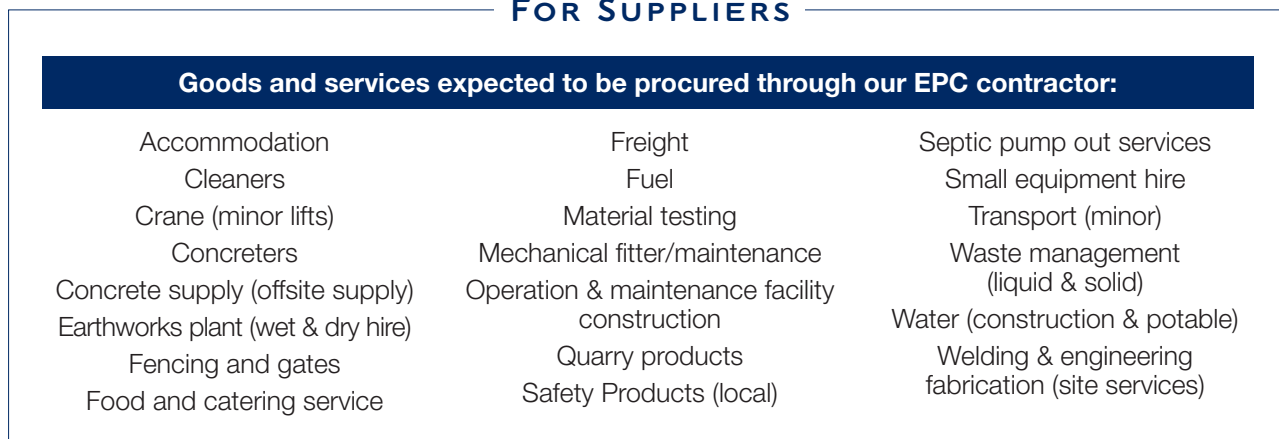 FOR SUPPLIERS
Goods and services expected to be procured through our EPC contractor:
Accommodation
Cleaners
Crane (minor lifts)
Concreters
Concrete supply (offsite supply)
Earthworks plant (wet & dry hire)
Fencing and gates
Food and catering service
Freight
Fuel
Material testing
Mechanical fitter/maintenance
Operation & maintenance facility
construction
Quarry products
Safety Products (local)
Septic pump out services
Small equipment hire
Transport (minor)
Waste management
(liquid & solid)
Water (construction & potable)
Welding & engineering
fabrication (site services)